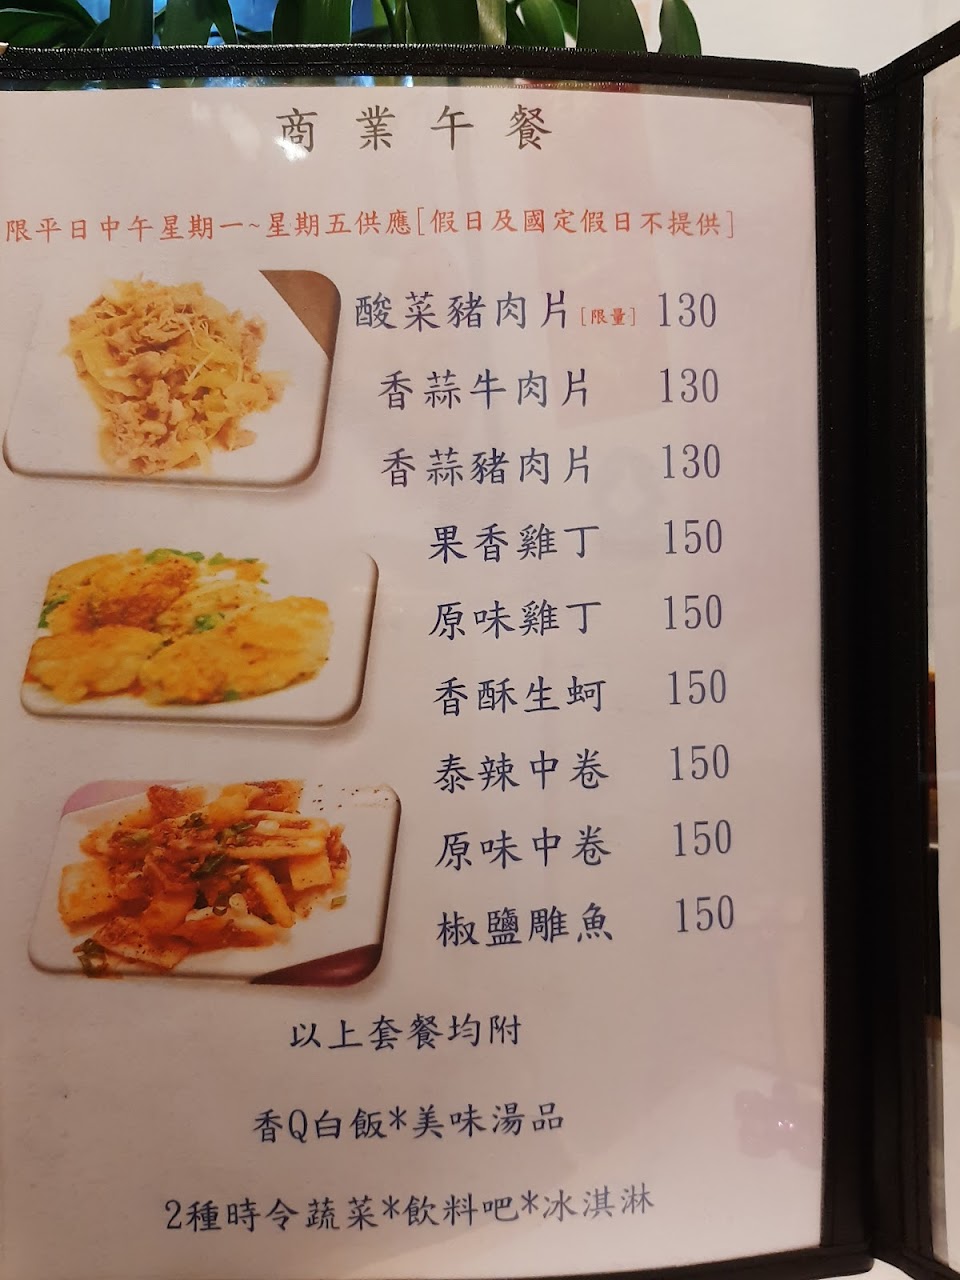 商業午餐
限平日中午星期一~星期五供應[假日及國定假日不提供]
酸菜豬肉片[限量] 130
香蒜牛肉片 130
香蒜豬肉片 130
果香雞丁 150
原味雞丁 150
香酥生蚵 150
泰辣中卷 150
原味中卷 150
椒鹽雕魚 150
以上套餐均附
香Q白飯*美味湯品
2種時令蔬菜*飲料吧*冰淇淋